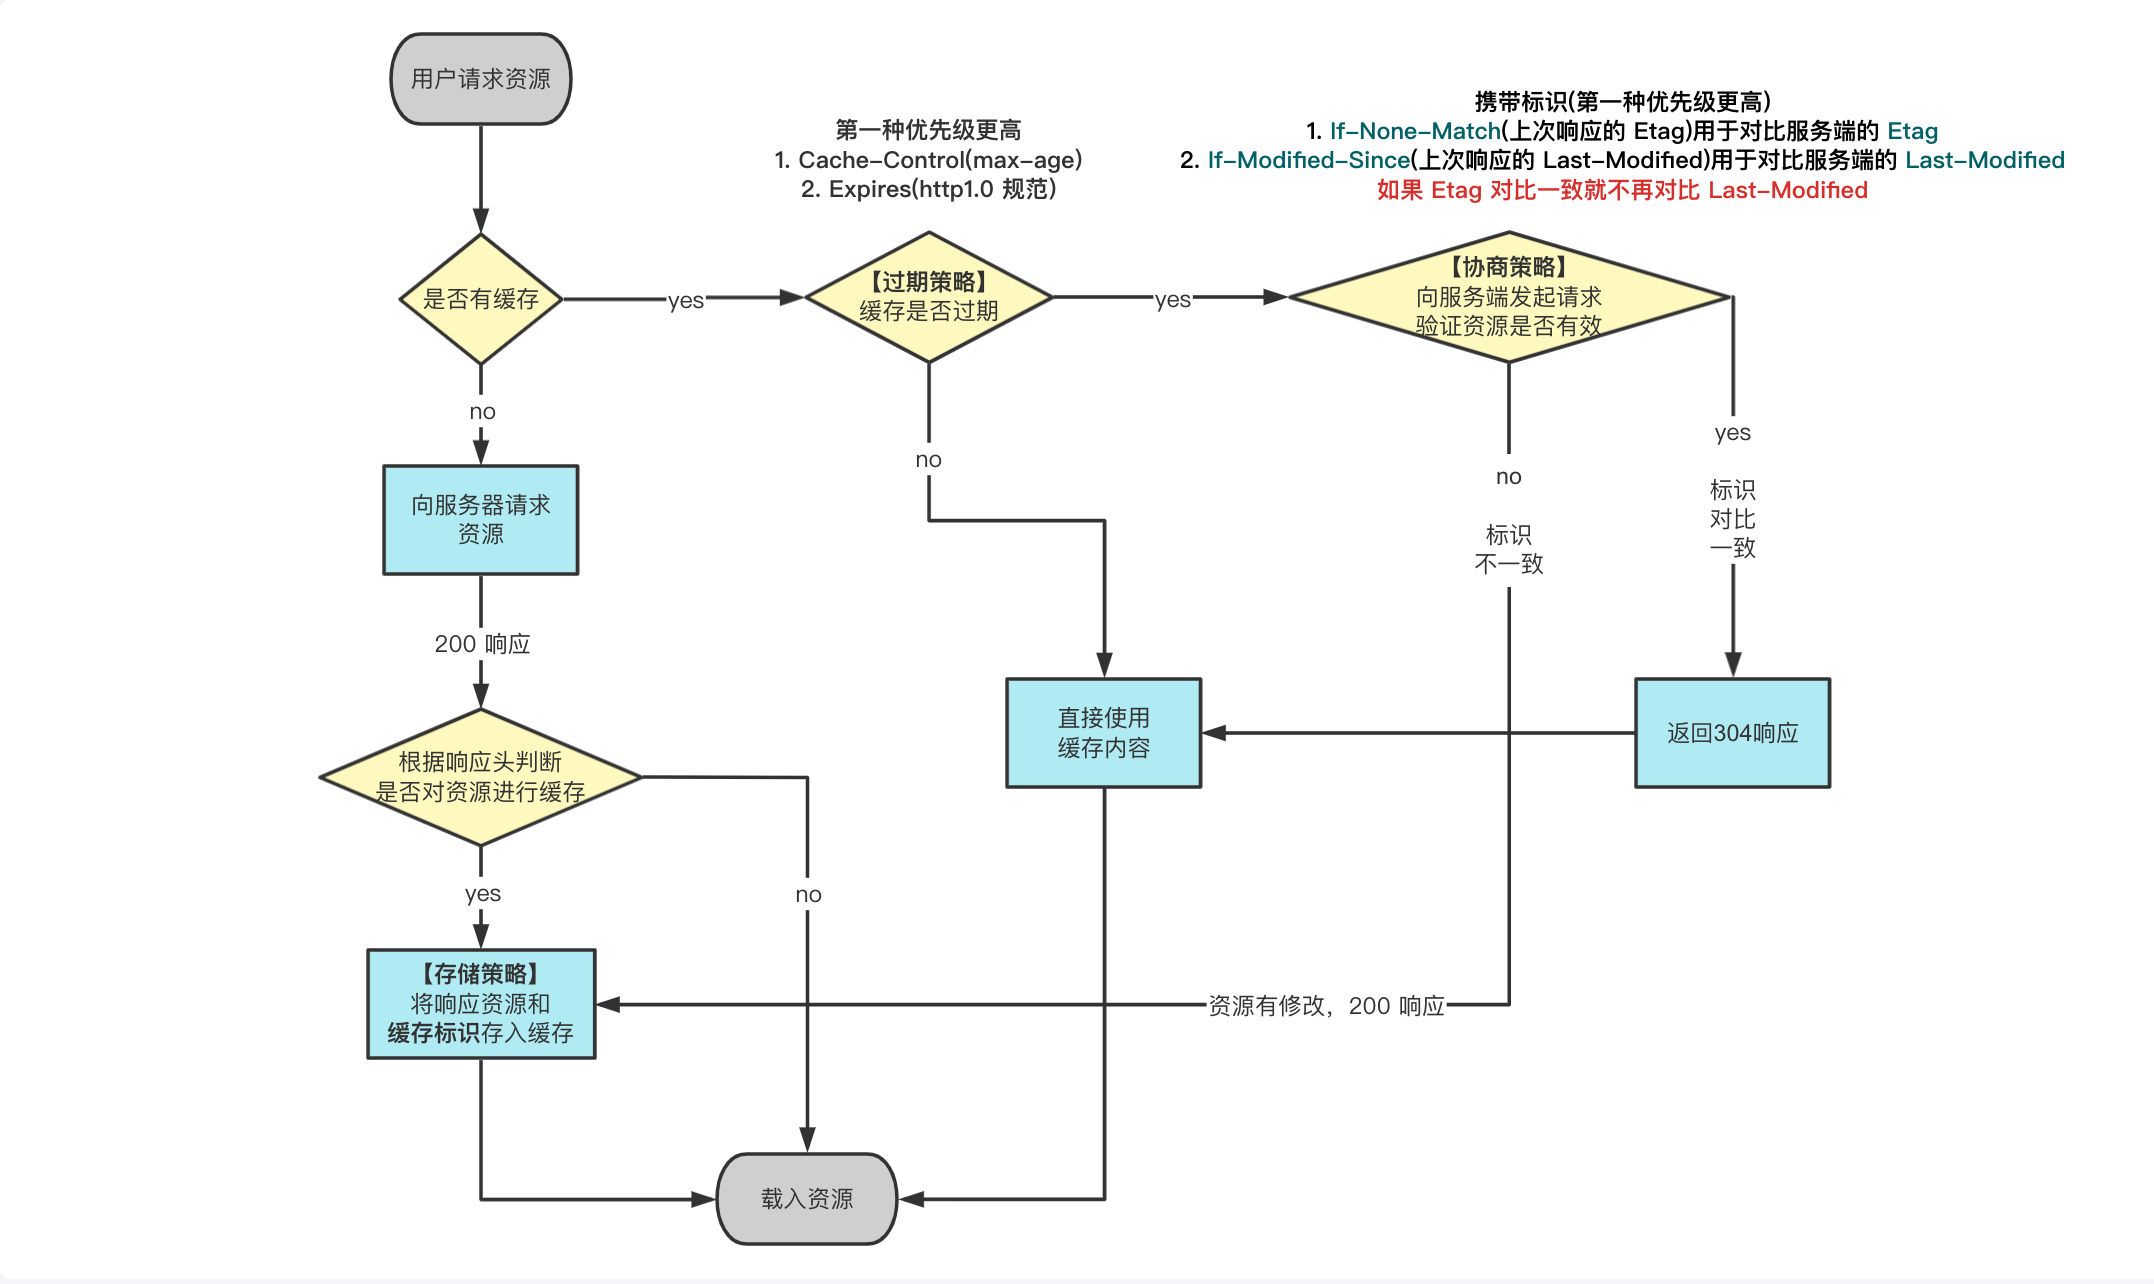 用户请求资源
第一种优先级更高
1. Cache-Control(max-age)
2. Expires(http1.0 规范)
携带标识(第一种优先级更高)
1. If-None-Match(上次响应的 Etag)用于对比服务端的 Etag
2. If-Modified-Since(上次响应的 Last-Modified)用于对比服务端的 Last-Modified
如果 Etag 对比一致就不再对比 Last-Modified
是否有缓存
yes
【过期策略】
缓存是否过期
yes
【协商策略】
向服务端发起请求
验证资源是否有效
no
no
no
标识
不一致
yes
标识
对比
一致
向服务器请求
资源
200 响应
根据响应头判断
是否对资源进行缓存
直接使用
缓存内容
返回304响应
yes
no
【存储策略】
将响应资源和
缓存标识存入缓存
资源有修改，200 响应
载入资源